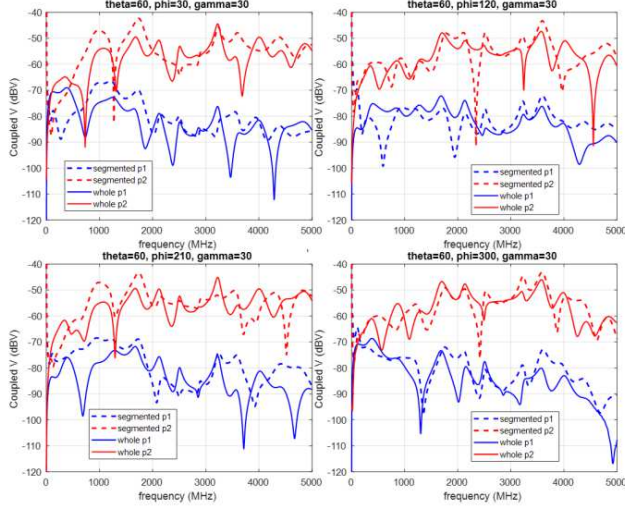 theta=60, phi=30, gamma=30
Coupled V (dBV)
-40
-50
-60
-70
-80
-90
-100
-110
-120
segmented p1
segmented p2
whole p1
whole p2
0
1000
2000
3000
4000
5000
frequency (MHz)
theta=60, phi=120, gamma=30
Coupled V (dBV)
-40
-50
-60
-70
-80
-90
-100
-110
-120
segmented p1
segmented p2
whole p1
whole p2
0
1000
2000
3000
4000
5000
frequency (MHz)
theta=60, phi=210, gamma=30
Coupled V (dBV)
-40
-50
-60
-70
-80
-90
-100
-110
-120
segmented p1
segmented p2
whole p1
whole p2
0
1000
2000
3000
4000
5000
frequency (MHz)
theta=60, phi=300, gamma=30
Coupled V (dBV)
-40
-50
-60
-70
-80
-90
-100
-110
-120
segmented p1
segmented p2
whole p1
whole p2
0
1000
2000
3000
4000
5000
frequency (MHz)